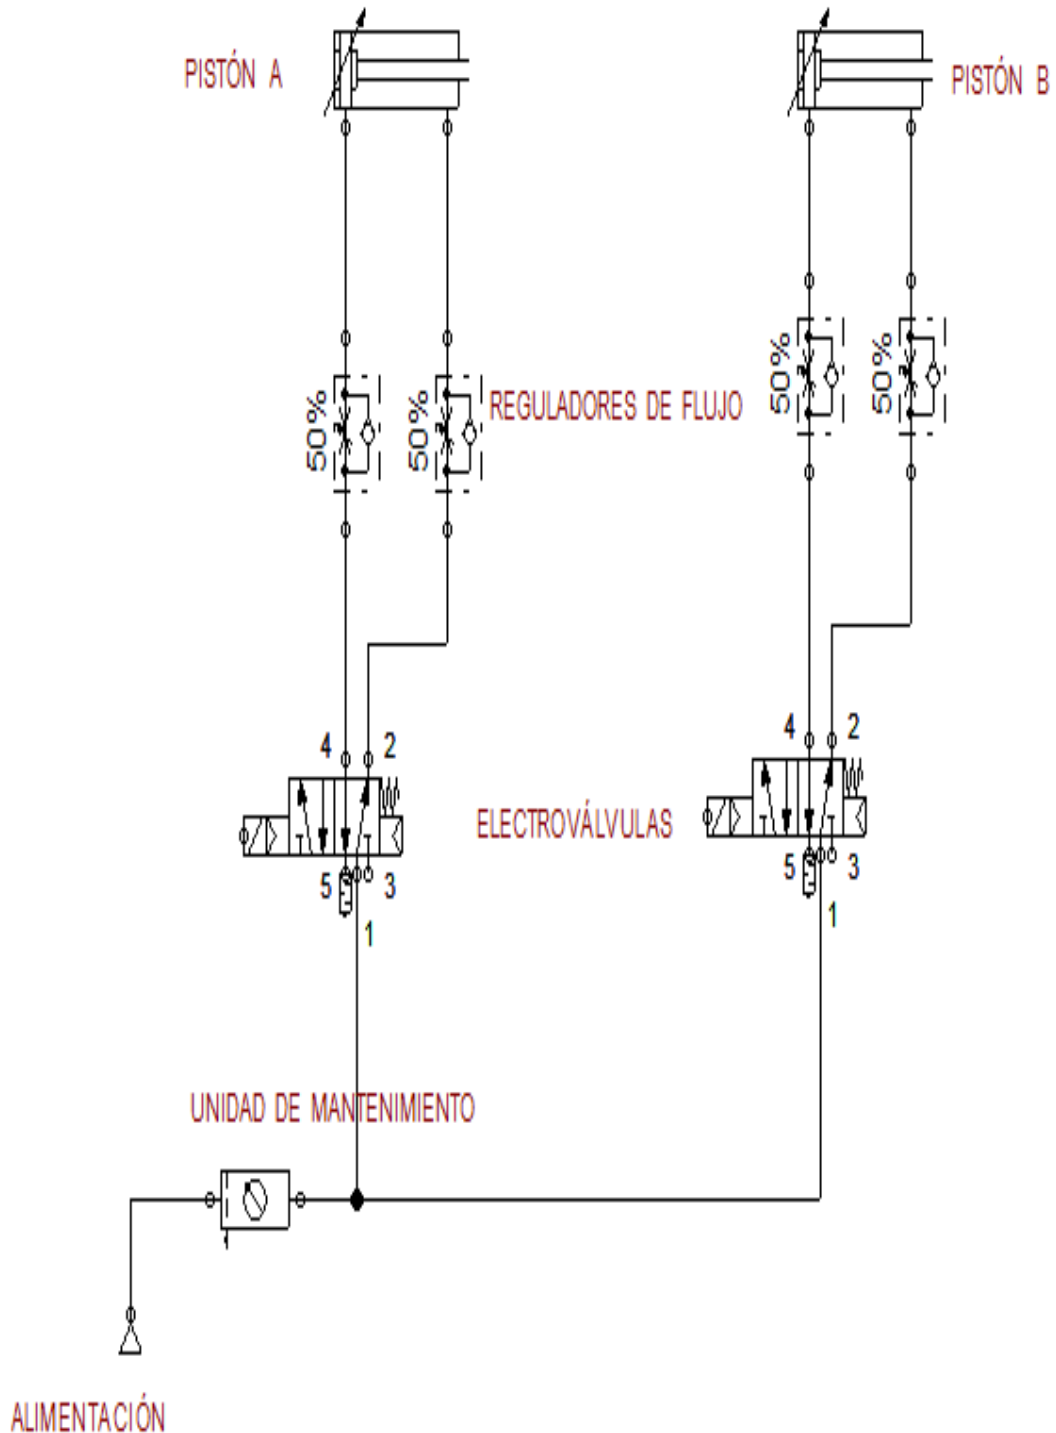 PISTÓN A
PISTÓN B
50%
50%
REGULADORES DE FLUJO
50%
50%
4 2
4 2
ELECTROVÁLVULAS
5 3
1
5 3
1
UNIDAD DE MANTENIMIENTO
ALIMENTACIÓN